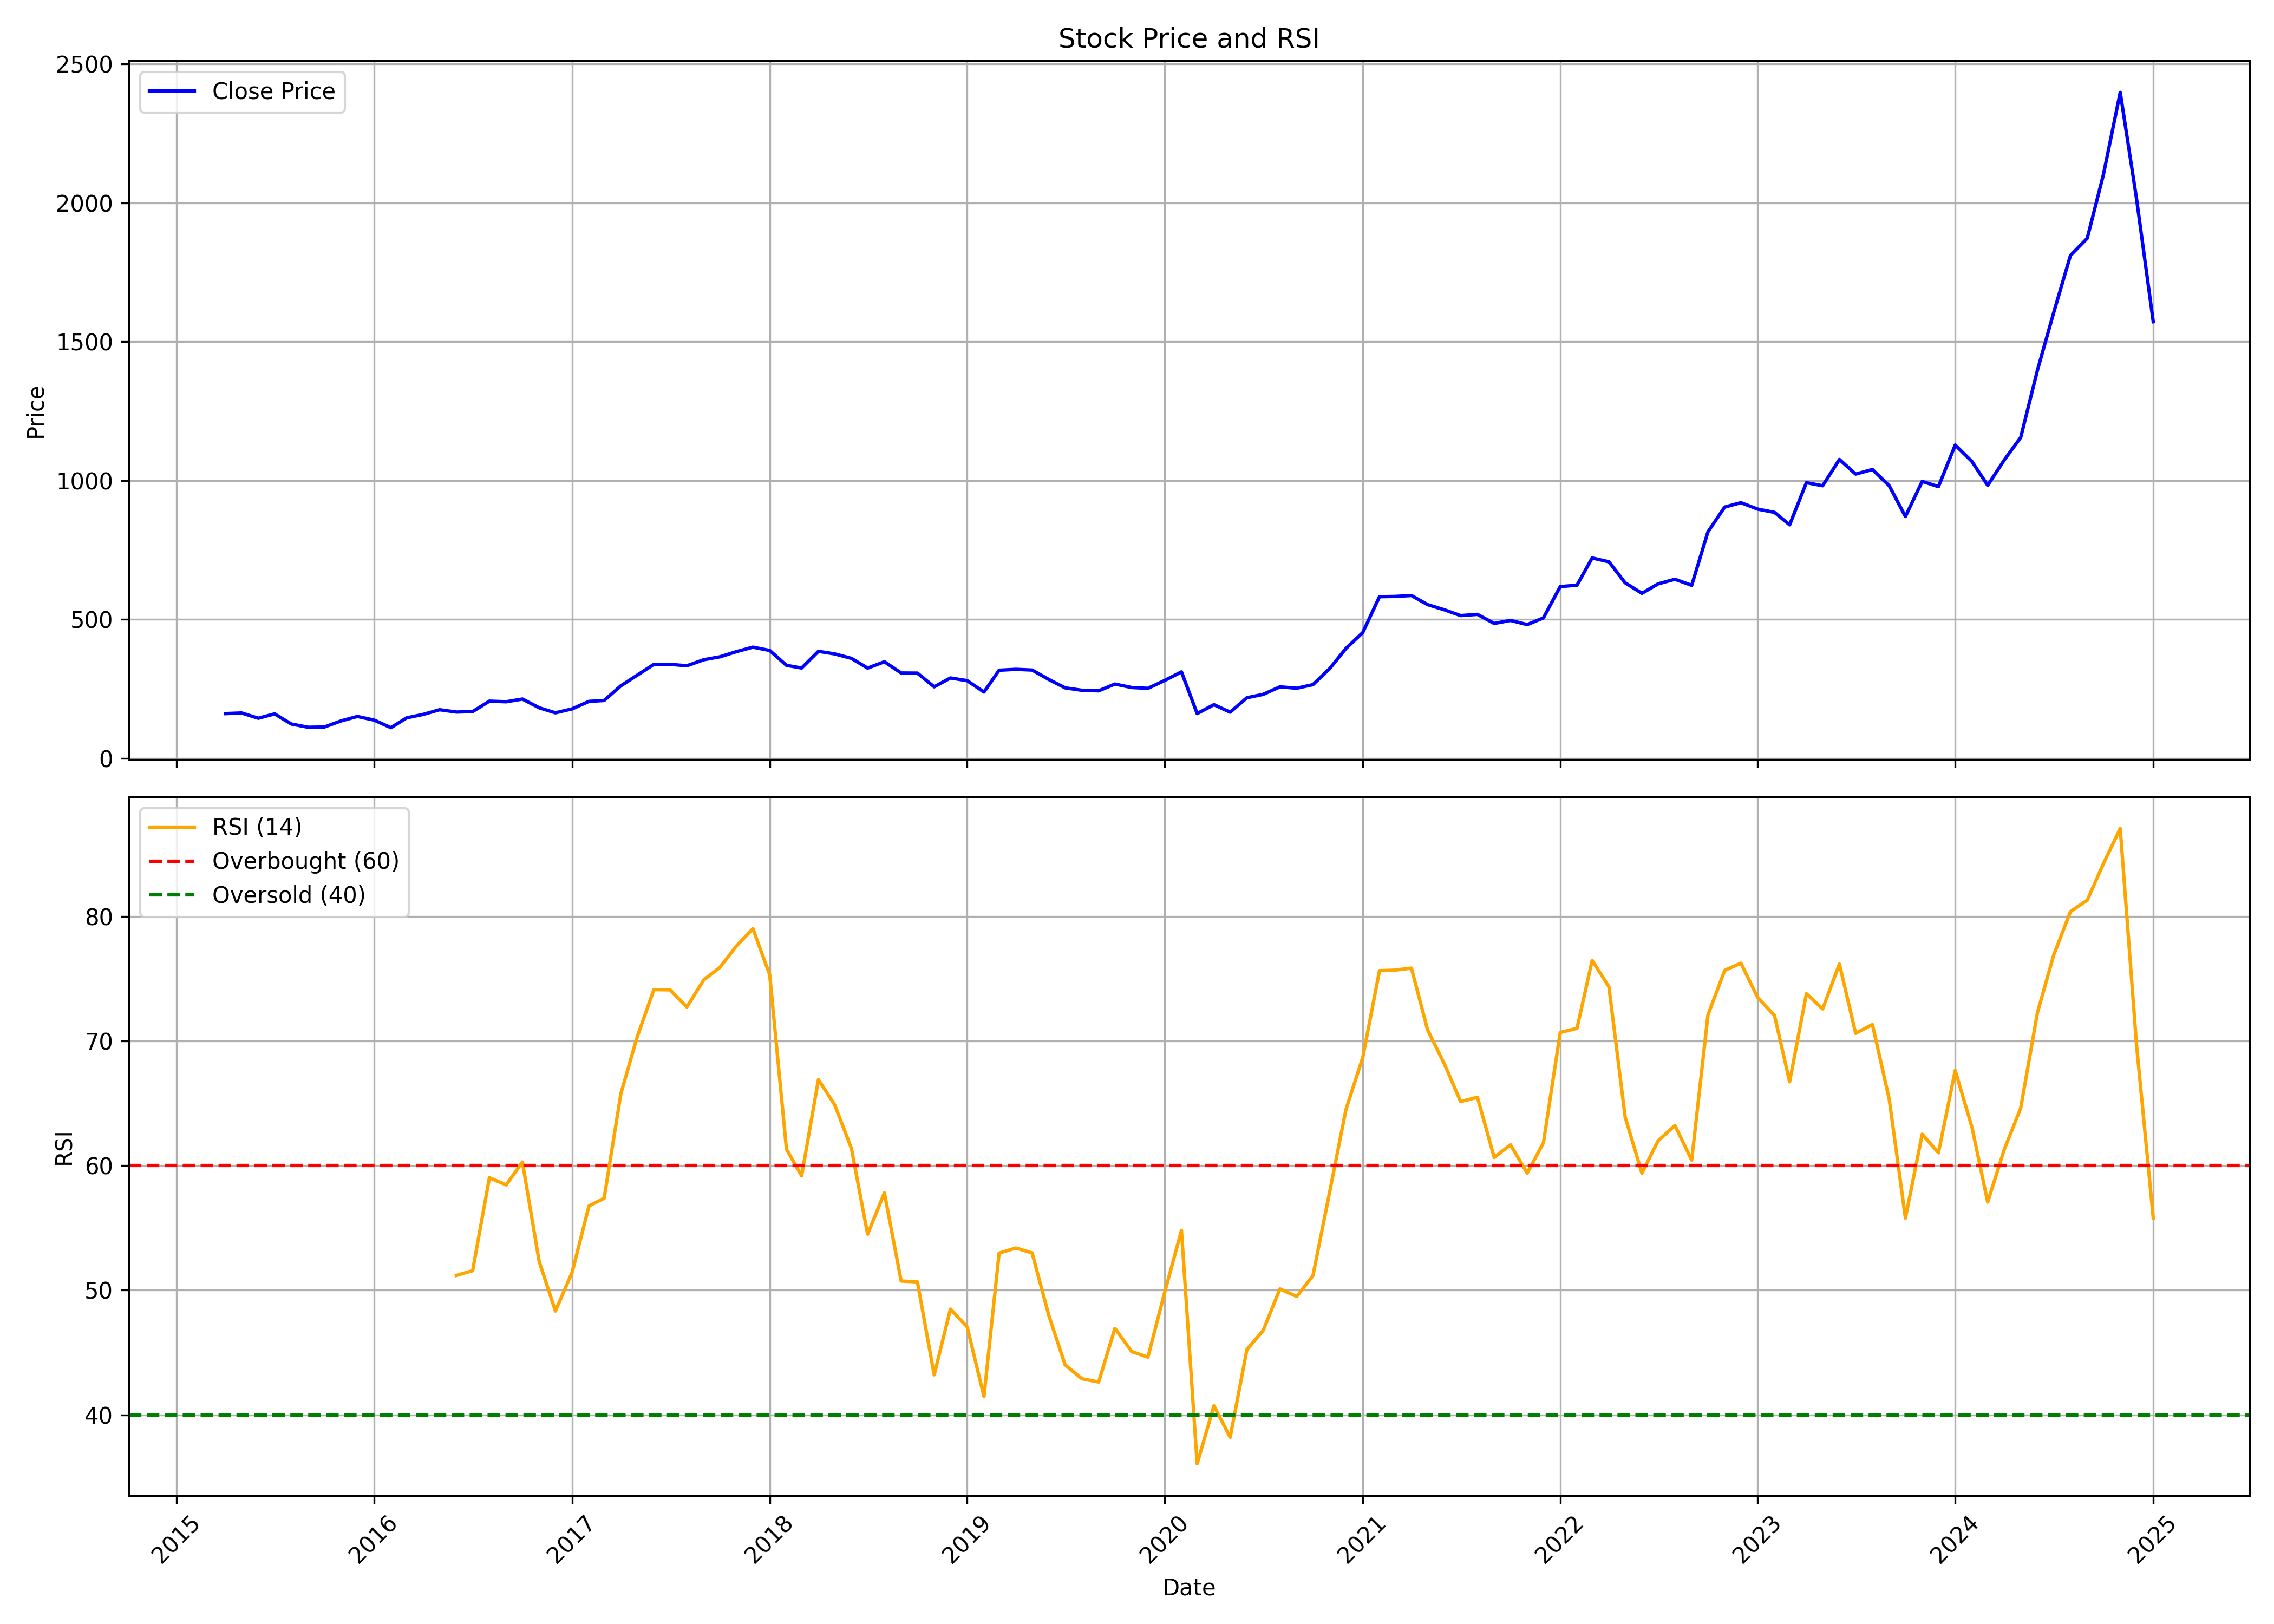 Stock Price and RSI
2500
2000
1500
1000
500
0
Price
Close Price
RSI (14)
Overbought (60)
Oversold (40)
80
70
60
50
40
RSI
2015
2016
2017
2018
2019
2020
2021
2022
2023
2024
2025
Date